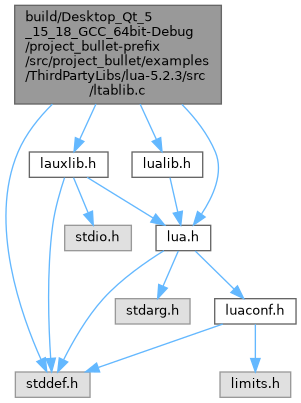 build/Desktop_Qt_5
_15_18_GCC_64bit-Debug
/project_bullet-prefix
/src/project_bullet/examples
/ThirdPartyLibs/lua-5.2.3/src
/ltablib.c
lauxlib.h
lualib.h
stdio.h
lua.h
stdarg.h
luaconf.h
stddef.h
limits.h